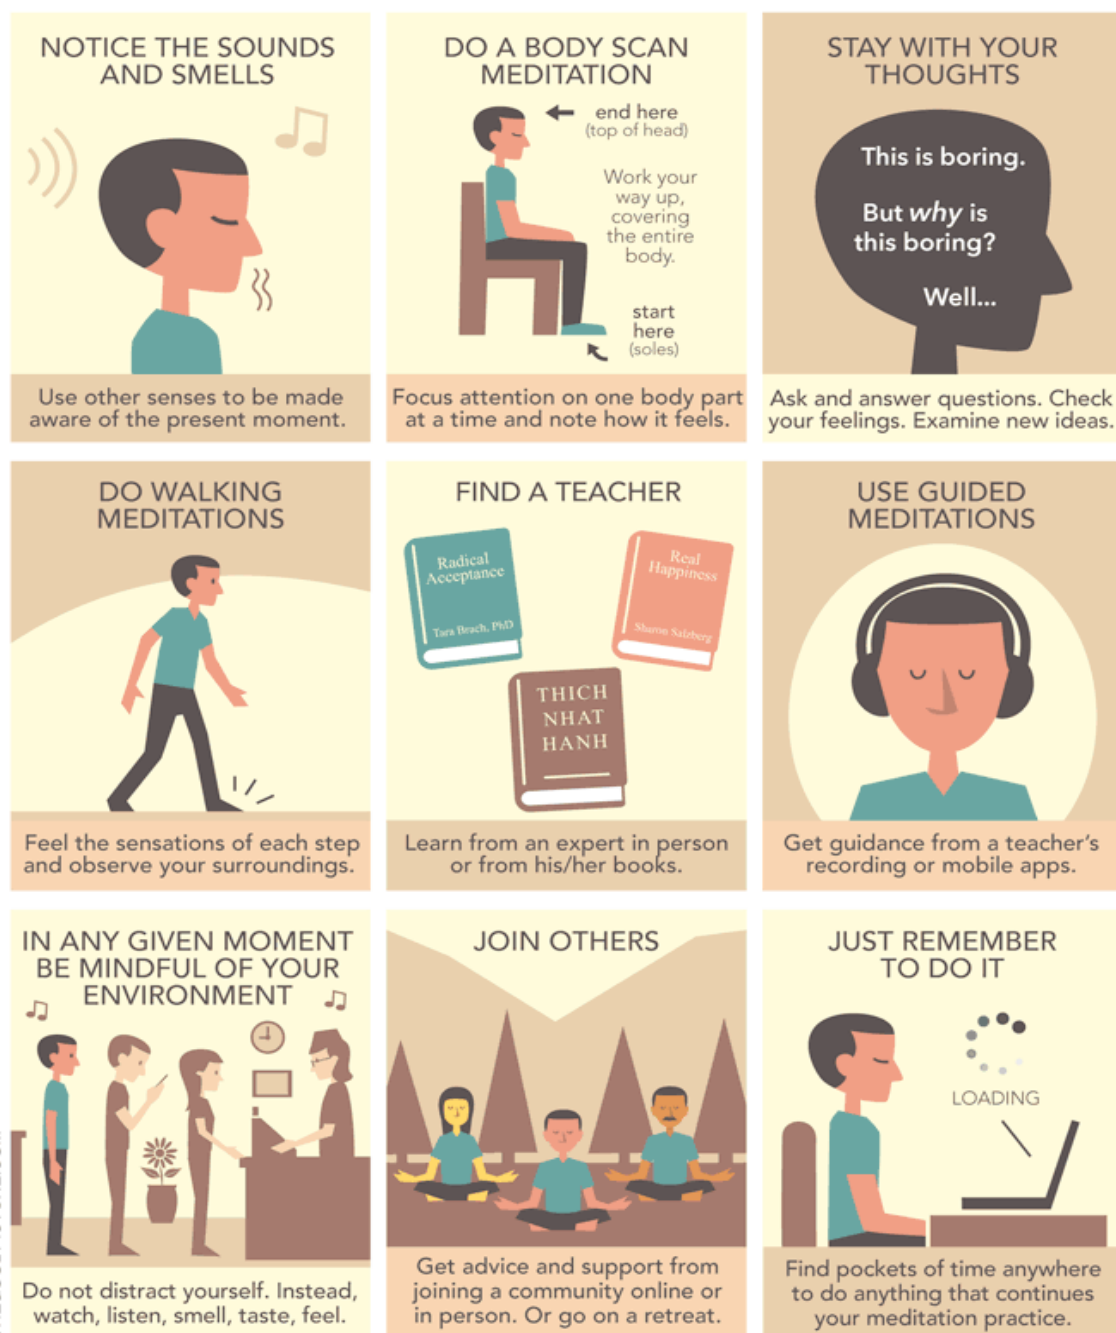 NOTICE THE SOUNDS
AND SMELLS
Use other senses to be made
aware of the present moment.
DO A BODY SCAN
MEDITATION
end here
(top of head)
Work your
way up,
covering
the entire
body.
start
here
(soles)
Focus attention on one body part
at a time and note how it feels.
STAY WITH YOUR
THOUGHTS
This is boring.
But why is
this boring?
Well...
Ask and answer questions. Check
your feelings. Examine new ideas.
DO WALKING
MEDITATIONS
Feel the sensations of each step
and observe your surroundings.
FIND A TEACHER
Radical
Acceptance
Tara Brach, PhD
Real
Happiness
Sharon Salzberg
THICH
NHAT
HANH
Learn from an expert in person
or from his/her books.
USE GUIDED
MEDITATIONS
Get guidance from a teacher's
recording or mobile apps.
IN ANY GIVEN MOMENT
BE MINDFUL OF YOUR
ENVIRONMENT
Do not distract yourself. Instead,
watch, listen, smell, taste, feel.
JOIN OTHERS
Get advice and support from
joining a community online or
in person. Or go on a retreat.
JUST REMEMBER
TO DO IT
LOADING
Find pockets of time anywhere
to do anything that continues
your meditation practice.